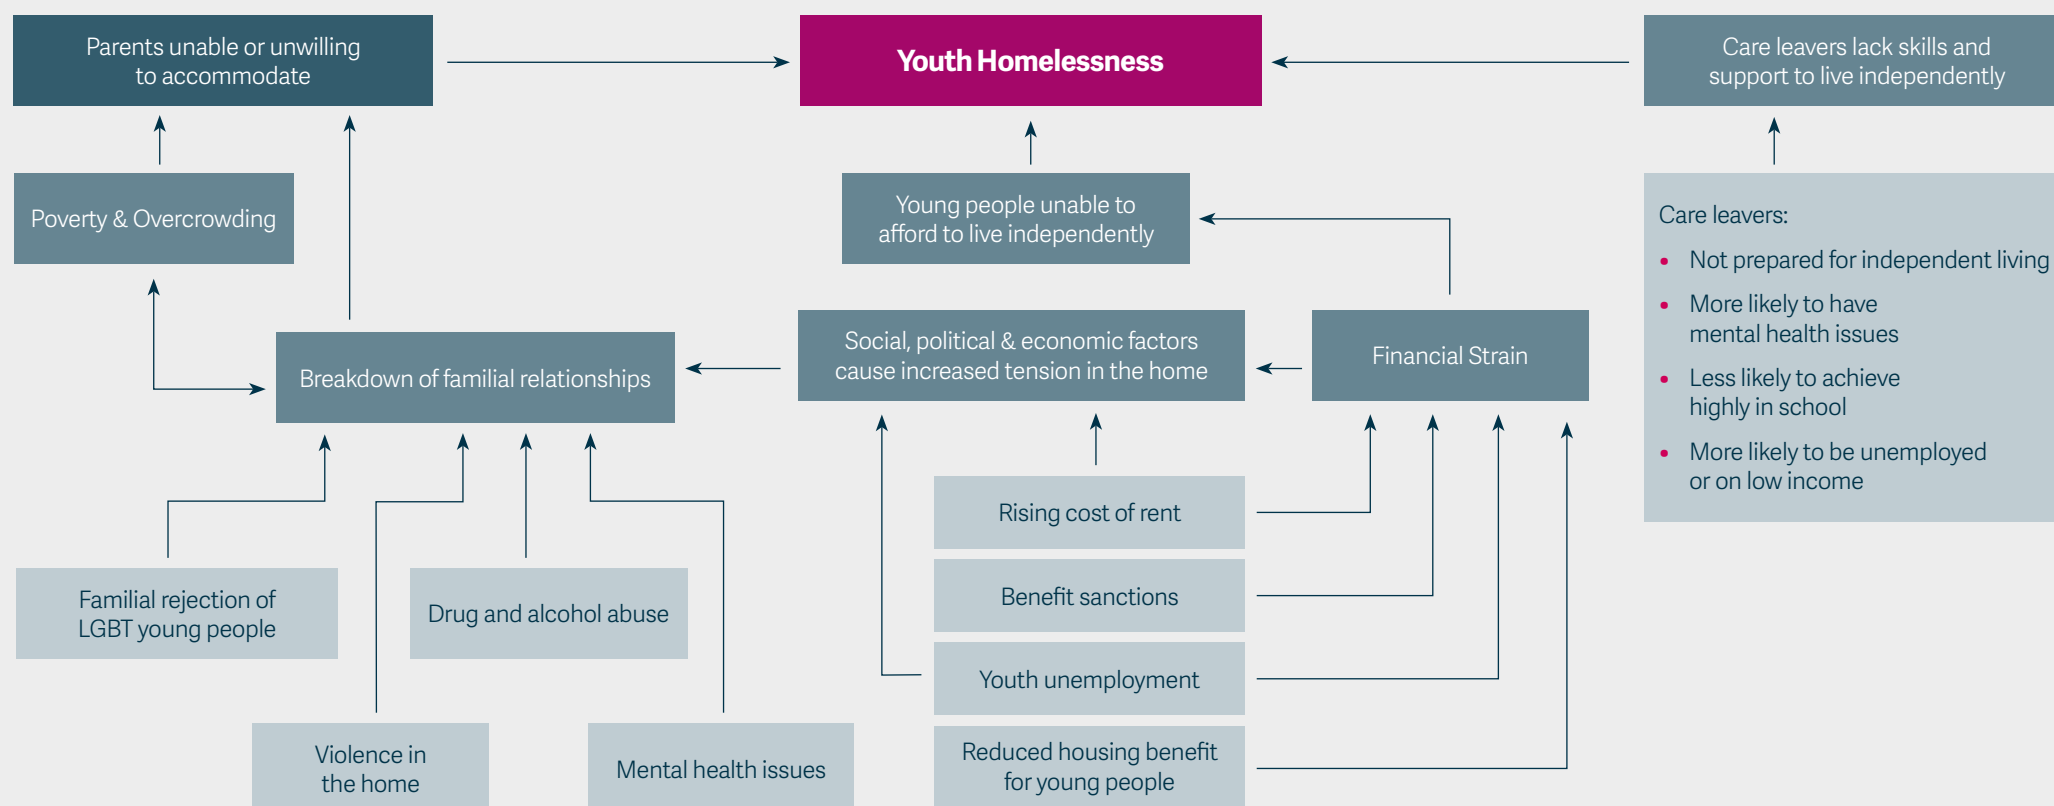 Parents unable or unwilling
to accommodate
Youth Homelessness
Care leavers lack skills and
support to live independently
Poverty & Overcrowding
Young people unable to
afford to live independently
Care leavers:
• Not prepared for independent living
• More likely to have
mental health issues
• Less likely to achieve
highly in school
• More likely to be unemployed
or on low income
Breakdown of familial relationships
Social, political & economic factors
cause increased tension in the home
Financial Strain
Rising cost of rent
Benefit sanctions
Youth unemployment
Reduced housing benefit
for young people
Familial rejection of
LGBT young people
Drug and alcohol abuse
Violence in
the home
Mental health issues